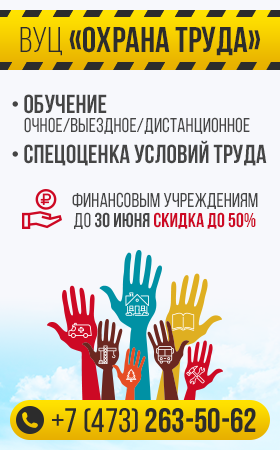 ВУЦ «ОХРАНА ТРУДА»
• ОБУЧЕНИЕ
ОЧНОЕ/ВЫЕЗДНОЕ/ДИСТАНЦИОННОЕ
• СПЕЦОЦЕНКА УСЛОВИЙ ТРУДА
ФИНАНСОВЫМ УЧРЕЖДЕНИЯМ
ДО 30 ИЮНЯ СКИДКА ДО 50%
+7 (473) 263-50-62